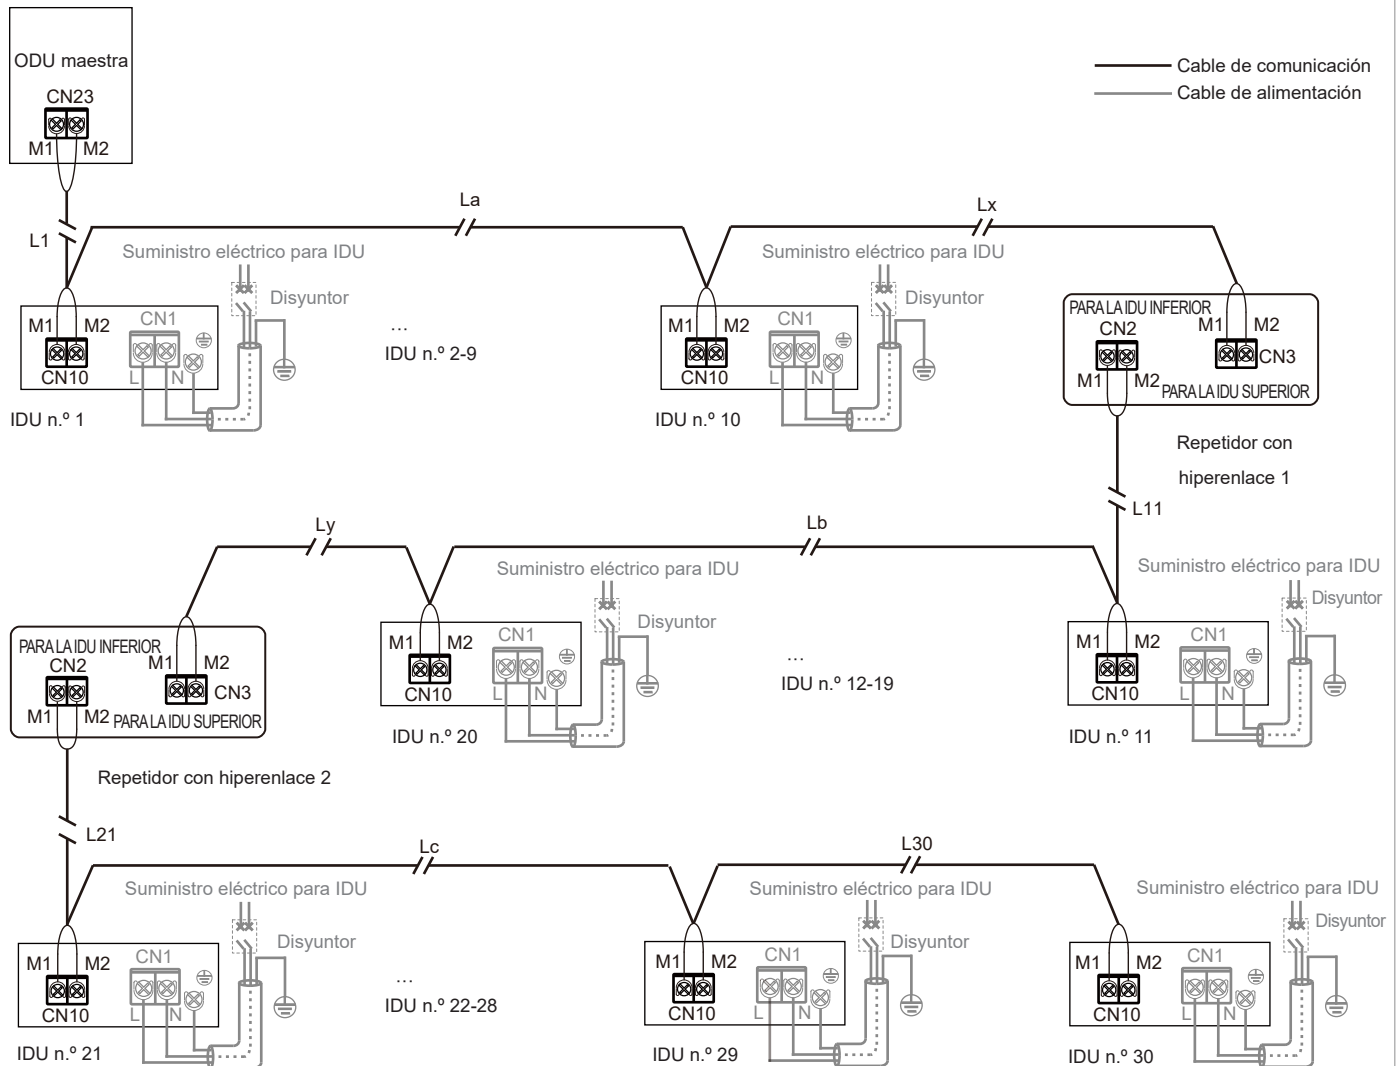 ODU maestra
CN23
M1 M2
Cable de comunicación
Cable de alimentación
L1
La
Lx
Suministro eléctrico para IDU
Disyuntor
M1 M2 CN1
CN10 L N
IDU n.º 1
...
IDU n.º 2-9
Suministro eléctrico para IDU
Disyuntor
M1 M2 CN1
CN10 L N
IDU n.º 10
PARA LA IDU INFERIOR
CN2 M1 M2
CN3
M1 M2 PARA LA IDU SUPERIOR
Repetidor con
hiperenlace 1
L11
Ly
Lb
PARA LA IDU INFERIOR
CN2 M1 M2
CN3
M1 M2 PARA LA IDU SUPERIOR
Repetidor con hiperenlace 2
Suministro eléctrico para IDU
Disyuntor
M1 M2 CN1
CN10 L N
IDU n.º 20
...
IDU n.º 12-19
Suministro eléctrico para IDU
Disyuntor
M1 M2 CN1
CN10 L N
IDU n.º 11
L21
Lc
L30
Suministro eléctrico para IDU
Disyuntor
M1 M2 CN1
CN10 L N
IDU n.º 21
...
IDU n.º 22-28
Suministro eléctrico para IDU
Disyuntor
M1 M2 CN1
CN10 L N
IDU n.º 29
Suministro eléctrico para IDU
Disyuntor
M1 M2 CN1
CN10 L N
IDU n.º 30